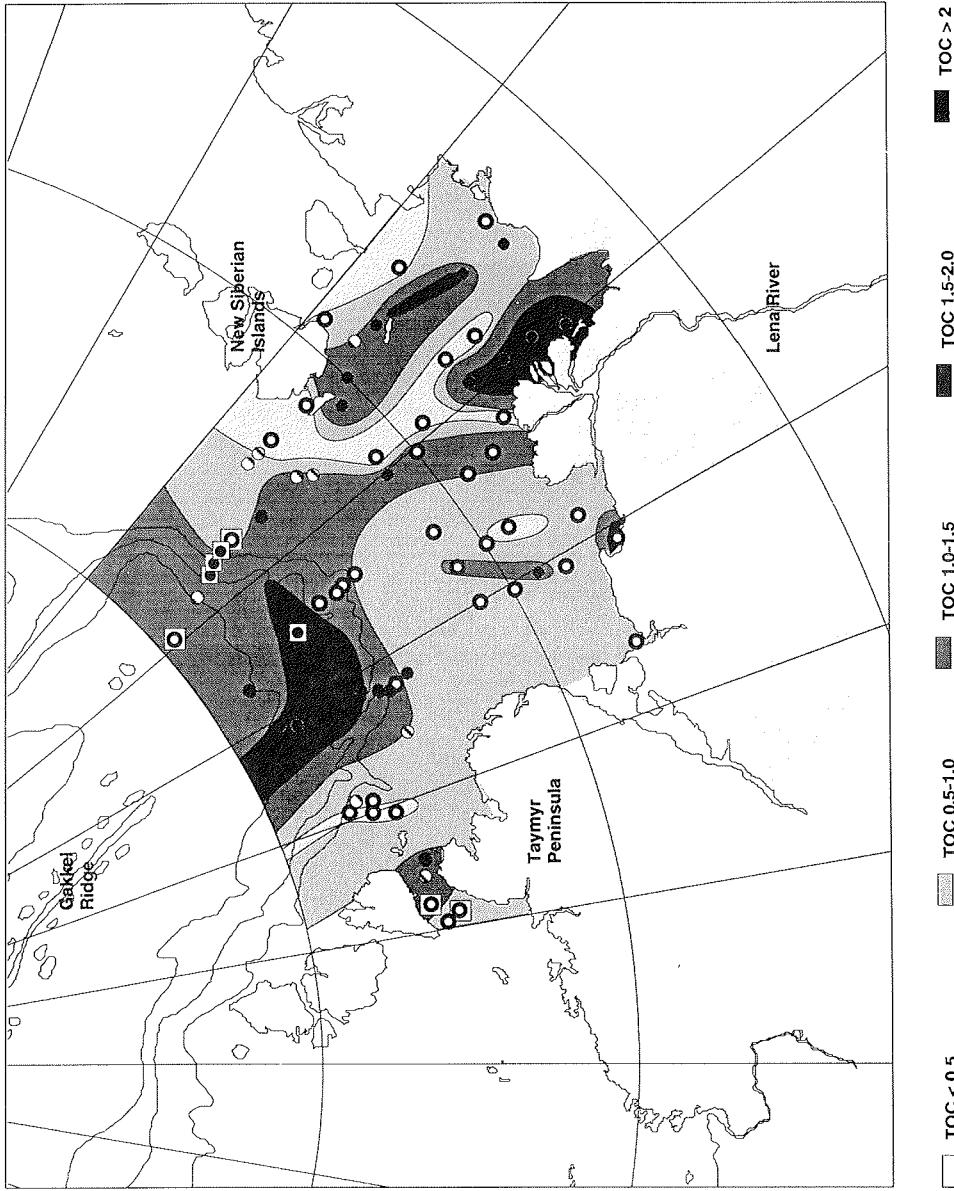 Gakkel
Ridge
New Siberian
Islands
Taymyr
Peninsula
Lena River
TOC < 0.5
TOC 0.5-1.0
TOC 1.0-1.5
TOC 1.5-2.0
TOC > 2